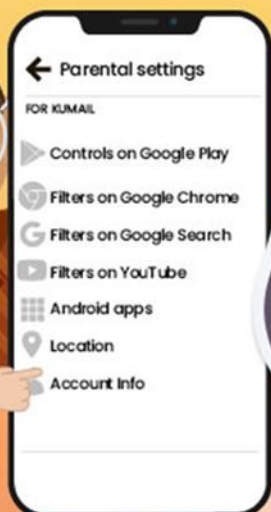 Parental settings
FOR KUMAIL
Controls on Google Play
Filters on Google Chrome
Filters on Google Search
Filters on YouTube
Android apps
Location
Account Info